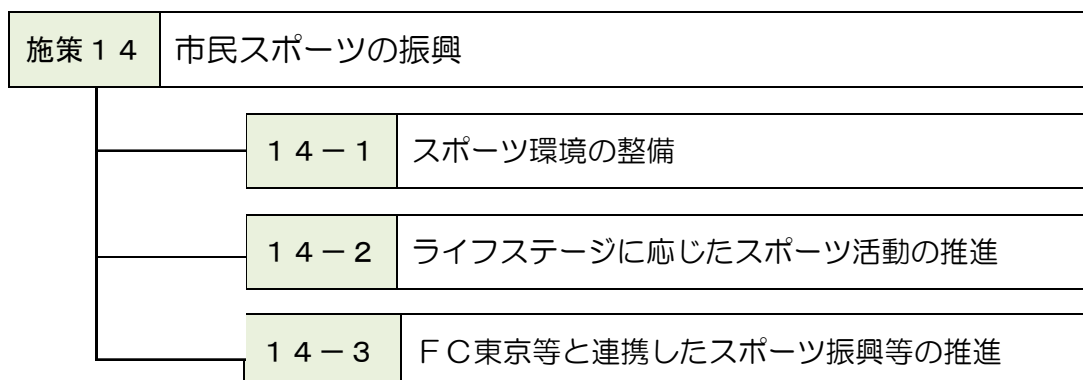 施策１４ 市民スポーツの振興
１４－１ スポーツ環境の整備
１４－２ ライフステージに応じたスポーツ活動の推進
１４－３ ＦＣ東京等と連携したスポーツ振興等の推進